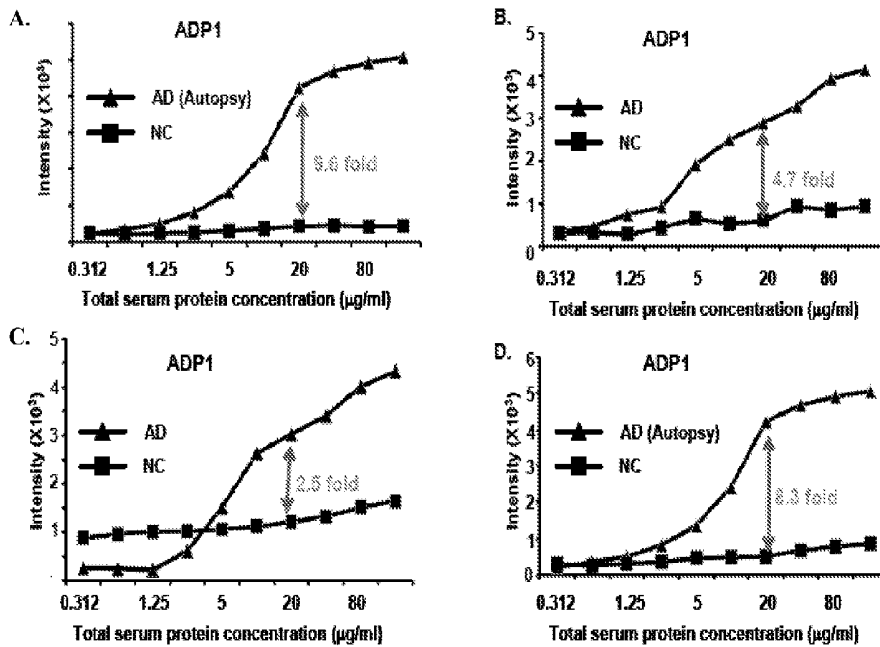 A.
ADP1
Intensity (X10³)
AD (Autopsy)
NC
9.6 fold
0.312 1.25 5 20 80
Total serum protein concentration (µg/ml)
B.
ADP1
Intensity (X10³)
5
4
3
2
1
0
AD
NC
4.7 fold
0.312 1.25 5 20 80
Total serum protein concentration (µg/ml)
C.
ADP1
Intensity (X10³)
5
4
3
2
1
0
AD
NC
2.5 fold
0.312 1.25 5 20 80
Total serum protein concentration (µg/ml)
D.
ADP1
Intensity (X10³)
6
5
4
3
2
1
0
AD (Autopsy)
NC
8.3 fold
0.312 1.25 5 20 80
Total serum protein concentration (µg/ml)